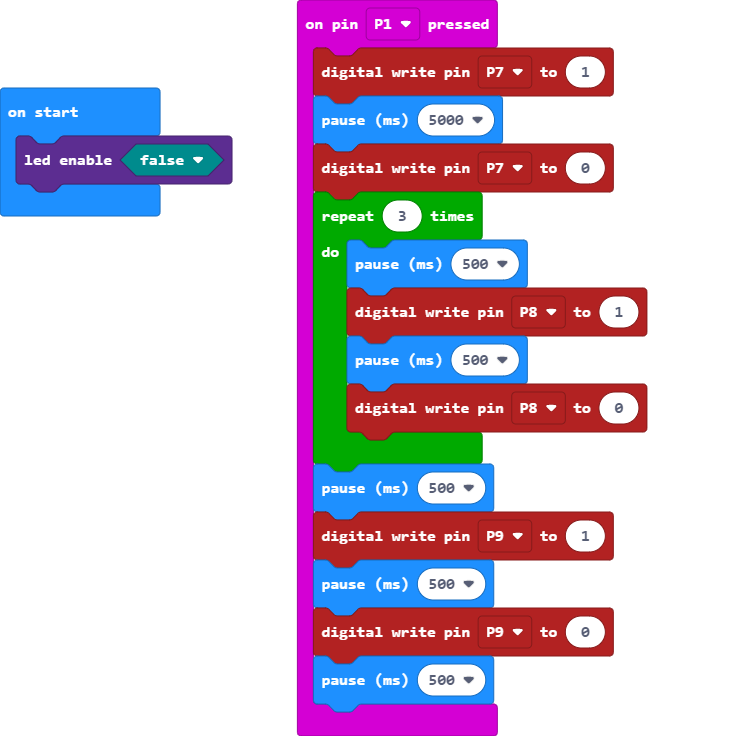 on start
led enable false
on pin P1 pressed
digital write pin P7 to 1
pause (ms) 5000
digital write pin P7 to 0
repeat 3 times
do
pause (ms) 500
digital write pin P8 to 1
pause (ms) 500
digital write pin P8 to 0
pause (ms) 500
digital write pin P9 to 1
pause (ms) 500
digital write pin P9 to 0
pause (ms) 500